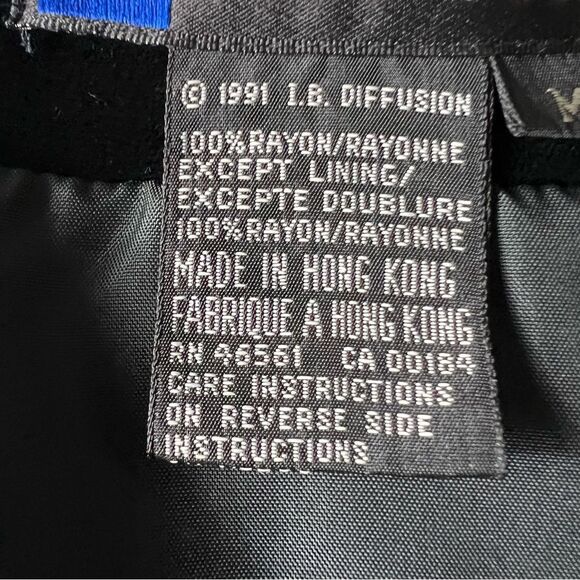 © 1991 I.B. DIFFUSION
100%RAYON/RAYONNE
EXCEPT LINING/
EXCEPTE DOUBLURE
100%RAYON/RAYONNE
MADE IN HONG KONG
FABRIQUE A HONG KONG
RN 46561 CA 00184
CARE INSTRUCTIONS
ON REVERSE SIDE
INSTRUCTIONS